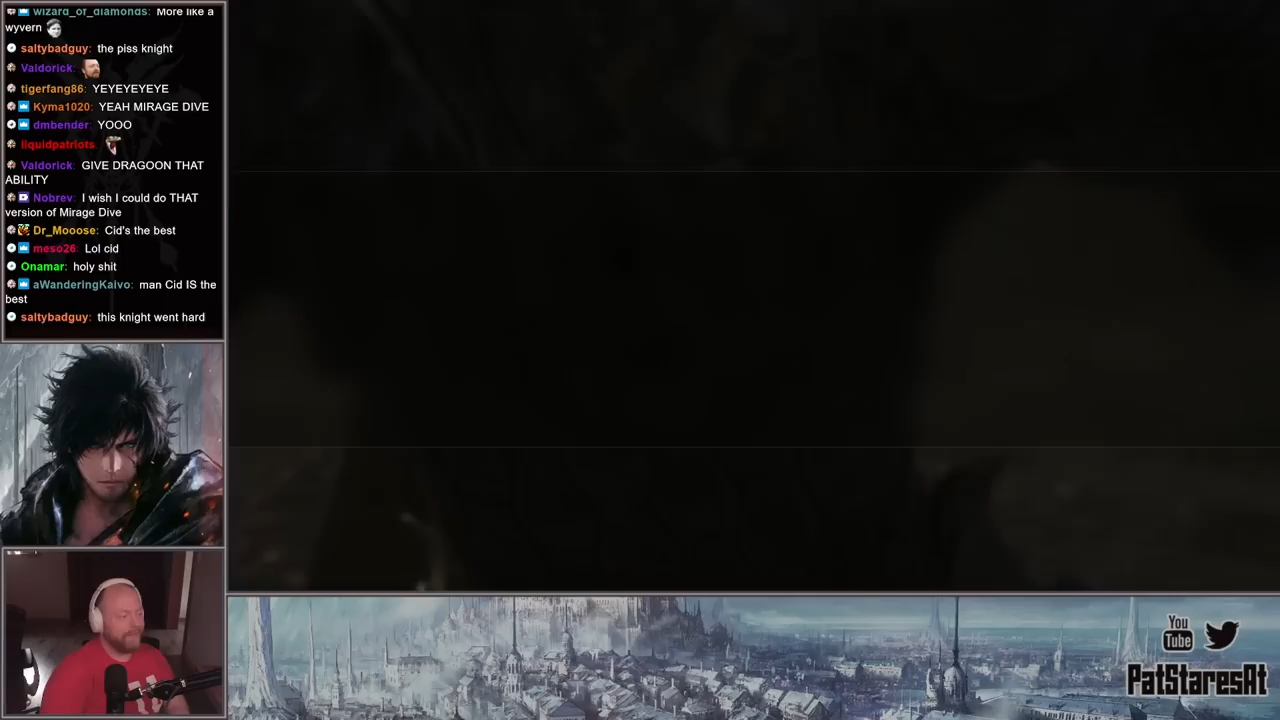 wizard_of_diamonds: More like a
wyvern
saltybadguy: the piss knight
Valdorick:
tigerfang86: YEYEYEYEYE
Kyma1020: YEAH MIRAGE DIVE
dmbender: YOOO
liquidpatriots:
Valdorick: GIVE DRAGOON THAT
ABILITY
Nobrev: I wish I could do THAT
version of Mirage Dive
Dr_Mooose: Cid's the best
meso26: Lol cid
Onamar: holy shit
aWanderingKaivo: man Cid IS the
best
saltybadguy: this knight went hard
You
Tube
PatStaresAt